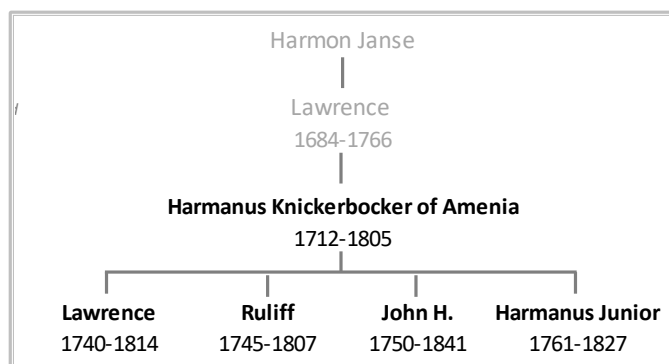 Harmon Janse
Lawrence
1684-1766
Harmanus Knickerbocker of Amenia
1712-1805
Lawrence Ruliff John H. Harmanus Junior
1740-1814 1745-1807 1750-1841 1761-1827